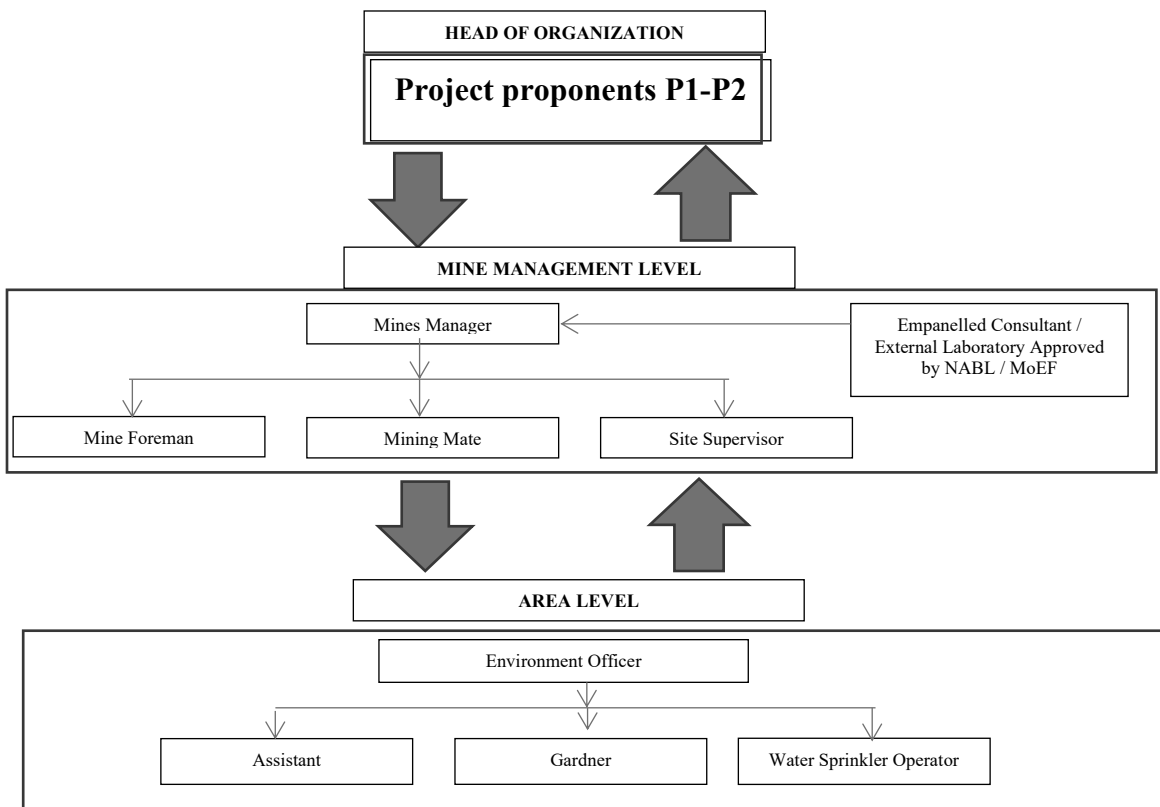 HEAD OF ORGANIZATION
Project proponents P1-P2
MINE MANAGEMENT LEVEL
Mines Manager
Empanelled Consultant /
External Laboratory Approved
by NABL / MoEF
Mine Foreman
Mining Mate
Site Supervisor
AREA LEVEL
Environment Officer
Assistant
Gardner
Water Sprinkler Operator